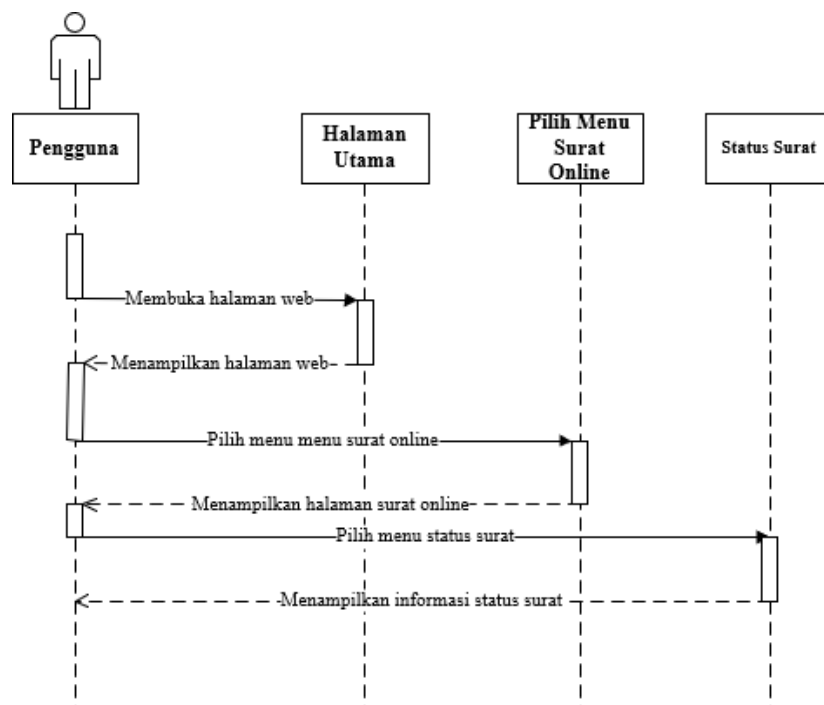 Pengguna
Halaman
Utama
Pilih Menu
Surat
Online
Status Surat
Membuka halaman web
Menampilkan halaman web
Pilih menu menu surat online
Menampilkan halaman surat online
Pilih menu status surat
Menampilkan informasi status surat